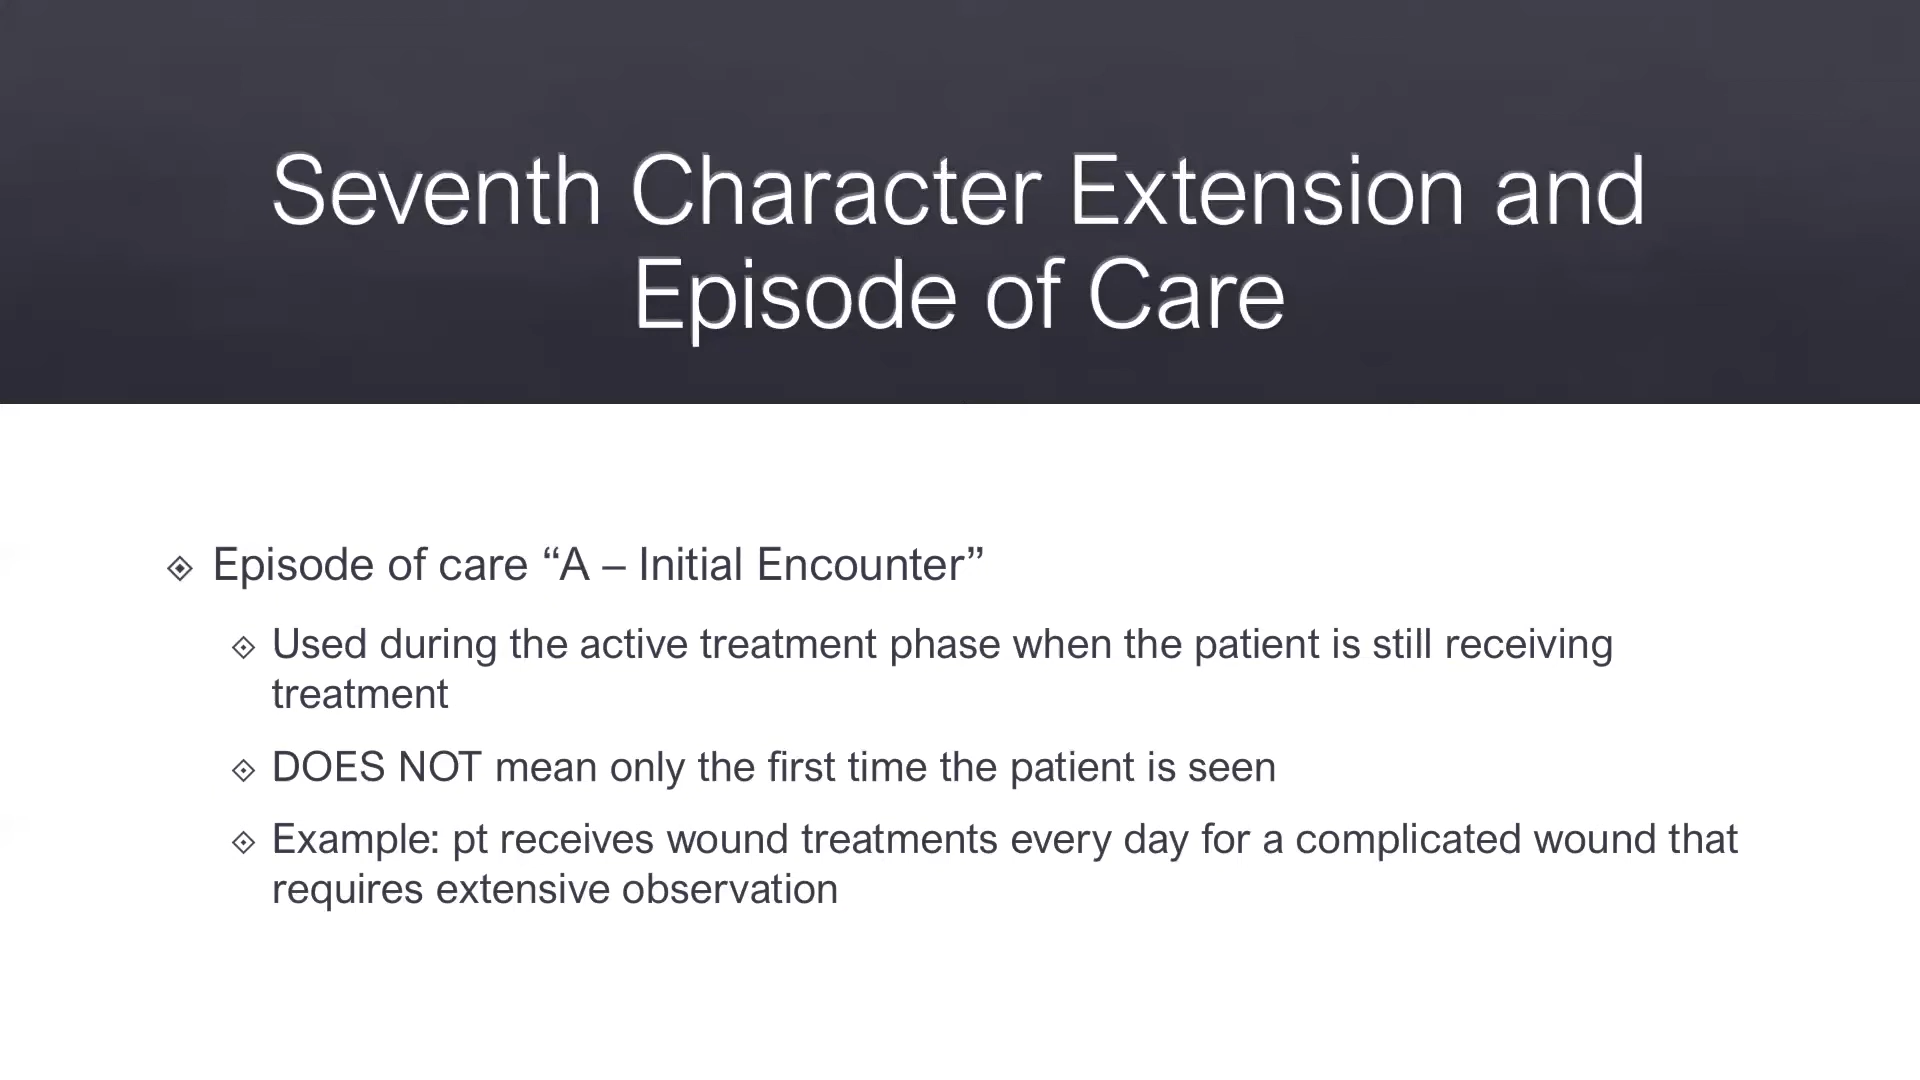 Seventh Character Extension and
Episode of Care
Episode of care “A – Initial Encounter”
Used during the active treatment phase when the patient is still receiving
treatment
DOES NOT mean only the first time the patient is seen
Example: pt receives wound treatments every day for a complicated wound that
requires extensive observation